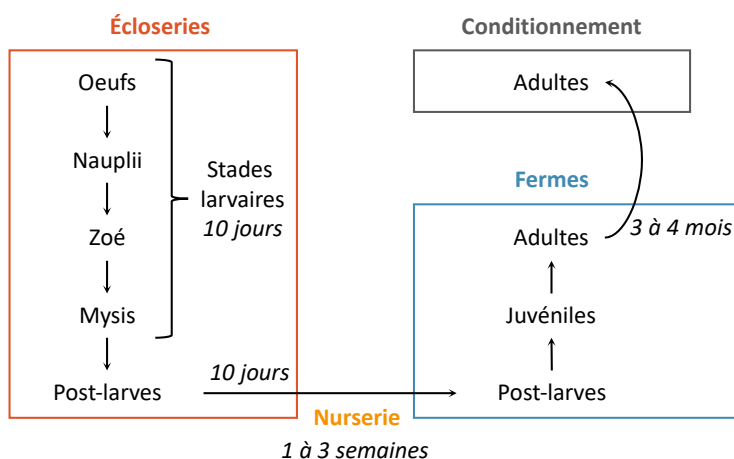 Écloseries
Oeufs
Nauplii
Zoé
Mysis
Post-larves
Stades
larvaires
10 jours
10 jours
Nurserie
1 à 3 semaines
Conditionnement
Adultes
Fermes
Adultes
3 à 4 mois
Juvéniles
Post-larves